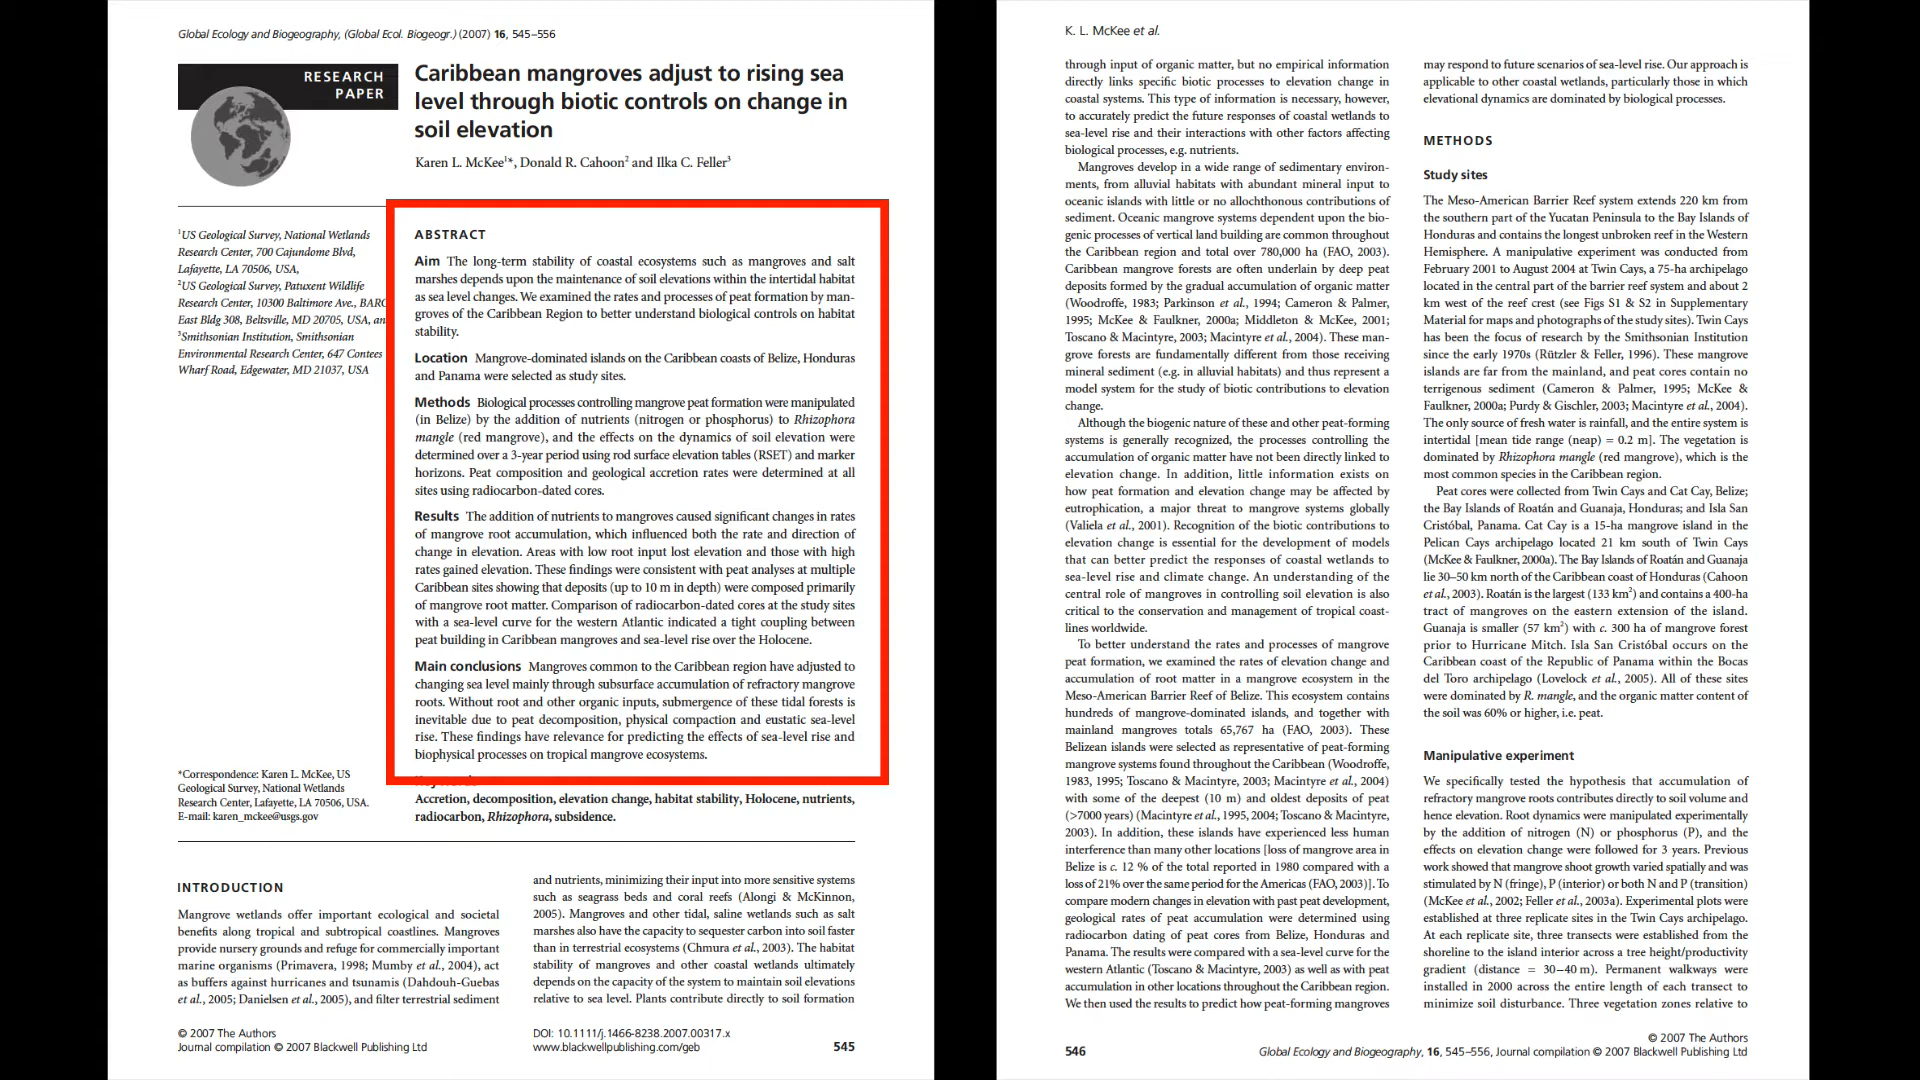 Global Ecology and Biogeography, (Global Ecol. Biogeogr.) (2007) 16, 545–556
RESEARCH
PAPER
Caribbean mangroves adjust to rising sea
level through biotic controls on change in
soil elevation
Karen L. McKee1*, Donald R. Cahoon2 and Ilka C. Feller3
1US Geological Survey, National Wetlands
Research Center, 700 Cajundome Blvd,
Lafayette, LA 70506, USA,
2US Geological Survey, Patuxent Wildlife
Research Center, 10300 Baltimore Ave., BARC
East Bldg 308, Beltsville, MD 20705, USA, an
3Smithsonian Institution, Smithsonian
Environmental Research Center, 647 Contees
Wharf Road, Edgewater, MD 21037, USA
*Correspondence: Karen L. McKee, US
Geological Survey, National Wetlands
Research Center, Lafayette, LA 70506, USA.
E-mail: karen_mckee@usgs.gov
ABSTRACT
Aim The long-term stability of coastal ecosystems such as mangroves and salt
marshes depends upon the maintenance of soil elevations within the intertidal habitat
as sea level changes. We examined the rates and processes of peat formation by man-
groves of the Caribbean Region to better understand biological controls on habitat
stability.
Location Mangrove-dominated islands on the Caribbean coasts of Belize, Honduras
and Panama were selected as study sites.
Methods Biological processes controlling mangrove peat formation were manipulated
(in Belize) by the addition of nutrients (nitrogen or phosphorus) to Rhizophora
mangle (red mangrove), and the effects on the dynamics of soil elevation were
determined over a 3-year period using rod surface elevation tables (RSET) and marker
horizons. Peat composition and geological accretion rates were determined at all
sites using radiocarbon-dated cores.
Results The addition of nutrients to mangroves caused significant changes in rates
of mangrove root accumulation, which influenced both the rate and direction of
change in elevation. Areas with low root input lost elevation and those with high
rates gained elevation. These findings were consistent with peat analyses at multiple
Caribbean sites showing that deposits (up to 10 m in depth) were composed primarily
of mangrove root matter. Comparison of radiocarbon-dated cores at the study sites
with a sea-level curve for the western Atlantic indicated a tight coupling between
peat building in Caribbean mangroves and sea-level rise over the Holocene.
Main conclusions Mangroves common to the Caribbean region have adjusted to
changing sea level mainly through subsurface accumulation of refractory mangrove
roots. Without root and other organic inputs, submergence of these tidal forests is
inevitable due to peat decomposition, physical compaction and eustatic sea-level
rise. These findings have relevance for predicting the effects of sea-level rise and
biophysical processes on tropical mangrove ecosystems.
Accretion, decomposition, elevation change, habitat stability, Holocene, nutrients,
radiocarbon, Rhizophora, subsidence.
INTRODUCTION
Mangrove wetlands offer important ecological and societal
benefits along tropical and subtropical coastlines. Mangroves
provide nursery grounds and refuge for commercially important
marine organisms (Primavera, 1998; Mumby et al., 2004), act
as buffers against hurricanes and tsunamis (Dahdouh-Guebas
et al., 2005; Danielsen et al., 2005), and filter terrestrial sediment
and nutrients, minimizing their input into more sensitive systems
such as seagrass beds and coral reefs (Alongi & McKinnon,
2005). Mangroves and other tidal, saline wetlands such as salt
marshes also have the capacity to sequester carbon into soil faster
than in terrestrial ecosystems (Chmura et al., 2003). The habitat
stability of mangroves and other coastal wetlands ultimately
depends on the capacity of the system to maintain soil elevations
relative to sea level. Plants contribute directly to soil formation
© 2007 The Authors
Journal compilation © 2007 Blackwell Publishing Ltd
DOI: 10.1111/j.1466-8238.2007.00317.x
www.blackwellpublishing.com/geb
545
K. L. McKee et al.
through input of organic matter, but no empirical information
directly links specific biotic processes to elevation change in
coastal systems. This type of information is necessary, however,
to accurately predict the future responses of coastal wetlands to
sea-level rise and their interactions with other factors affecting
biological processes, e.g. nutrients.
Mangroves develop in a wide range of sedimentary environ-
ments, from alluvial habitats with abundant mineral input to
oceanic islands with little or no allochthonous contributions of
sediment. Oceanic mangrove systems dependent upon the bio-
genic processes of vertical land building are common throughout
the Caribbean region and total over 780,000 ha (FAO, 2003).
Caribbean mangrove forests are often underlain by deep peat
deposits formed by the gradual accumulation of organic matter
(Woodroffe, 1983; Parkinson et al., 1994; Cameron & Palmer,
1995; McKee & Faulkner, 2000a; Middleton & McKee, 2001;
Toscano & Macintyre, 2003; Macintyre et al., 2004). These man-
grove forests are fundamentally different from those receiving
mineral sediment (e.g. in alluvial habitats) and thus represent a
model system for the study of biotic contributions to elevation
change.
Although the biogenic nature of these and other peat-forming
systems is generally recognized, the processes controlling the
accumulation of organic matter have not been directly linked to
elevation change. In addition, little information exists on
how peat formation and elevation change may be affected by
eutrophication, a major threat to mangrove systems globally
(Valiela et al., 2001). Recognition of the biotic contributions to
elevation change is essential for the development of models
that can better predict the responses of coastal wetlands to
sea-level rise and climate change. An understanding of the
central role of mangroves in controlling soil elevation is also
critical to the conservation and management of tropical coast-
lines worldwide.
To better understand the rates and processes of mangrove
peat formation, we examined the rates of elevation change and
accumulation of root matter in a mangrove ecosystem in the
Meso-American Barrier Reef of Belize. This ecosystem contains
hundreds of mangrove-dominated islands, and together with
mainland mangroves totals 65,767 ha (FAO, 2003). These
Belizean islands were selected as representative of peat-forming
mangrove systems found throughout the Caribbean (Woodroffe,
1983, 1995; Toscano & Macintyre, 2003; Macintyre et al., 2004)
with some of the deepest (10 m) and oldest deposits of peat
(>7000 years) (Macintyre et al., 1995, 2004; Toscano & Macintyre,
2003). In addition, these islands have experienced less human
interference than many other locations [loss of mangrove area in
Belize is c. 12 % of the total reported in 1980 compared with a
loss of 21% over the same period for the Americas (FAO, 2003)]. To
compare modern changes in elevation with past peat development,
geological rates of peat accumulation were determined using
radiocarbon dating of peat cores from Belize, Honduras and
Panama. The results were compared with a sea-level curve for the
western Atlantic (Toscano & Macintyre, 2003) as well as with peat
accumulation in other locations throughout the Caribbean region.
We then used the results to predict how peat-forming mangroves
may respond to future scenarios of sea-level rise. Our approach is
applicable to other coastal wetlands, particularly those in which
elevational dynamics are dominated by biological processes.
METHODS
Study sites
The Meso-American Barrier Reef system extends 220 km from
the southern part of the Yucatan Peninsula to the Bay Islands of
Honduras and contains the longest unbroken reef in the Western
Hemisphere. A manipulative experiment was conducted from
February 2001 to August 2004 at Twin Cays, a 75-ha archipelago
located in the central part of the barrier reef system and about 2
km west of the reef crest (see Figs S1 & S2 in Supplementary
Material for maps and photographs of the study sites). Twin Cays
has been the focus of research by the Smithsonian Institution
since the early 1970s (Rützler & Feller, 1996). These mangrove
islands are far from the mainland, and peat cores contain no
terrigenous sediment (Cameron & Palmer, 1995; McKee &
Faulkner, 2000a; Purdy & Gischler, 2003; Macintyre et al., 2004).
The only source of fresh water is rainfall, and the entire system is
intertidal [mean tide range (neap) = 0.2 m]. The vegetation is
dominated by Rhizophora mangle (red mangrove), which is the
most common species in the Caribbean region.
Peat cores were collected from Twin Cays and Cat Cay, Belize;
the Bay Islands of Roatán and Guanaja, Honduras; and Isla San
Cristóbal, Panama. Cat Cay is a 15-ha mangrove island in the
Pelican Cays archipelago located 21 km south of Twin Cays
(McKee & Faulkner, 2000a). The Bay Islands of Roatán and Guanaja
lie 30–50 km north of the Caribbean coast of Honduras (Cahoon
et al., 2003). Roatán is the largest (133 km2) and contains a 400-ha
tract of mangroves on the eastern extension of the island.
Guanaja is smaller (57 km2) with c. 300 ha of mangrove forest
prior to Hurricane Mitch. Isla San Cristóbal occurs on the
Caribbean coast of the Republic of Panama within the Bocas
del Toro archipelago (Lovelock et al., 2005). All of these sites
were dominated by R. mangle, and the organic matter content of
the soil was 60% or higher, i.e. peat.
Manipulative experiment
We specifically tested the hypothesis that accumulation of
refractory mangrove roots contributes directly to soil volume and
hence elevation. Root dynamics were manipulated experimentally
by the addition of nitrogen (N) or phosphorus (P), and the
effects on elevation change were followed for 3 years. Previous
work showed that mangrove shoot growth varied spatially and was
stimulated by N (fringe), P (interior) or both N and P (transition)
(McKee et al., 2002; Feller et al., 2003a). Experimental plots were
established at three replicate sites in the Twin Cays archipelago.
At each replicate site, three transects were established from the
shoreline to the island interior across a tree height/productivity
gradient (distance = 30–40 m). Permanent walkways were
installed in 2000 across the entire length of each transect to
minimize soil disturbance. Three vegetation zones relative to
© 2007 The Authors
546
Global Ecology and Biogeography, 16, 545–556, Journal compilation © 2007 Blackwell Publishing Ltd